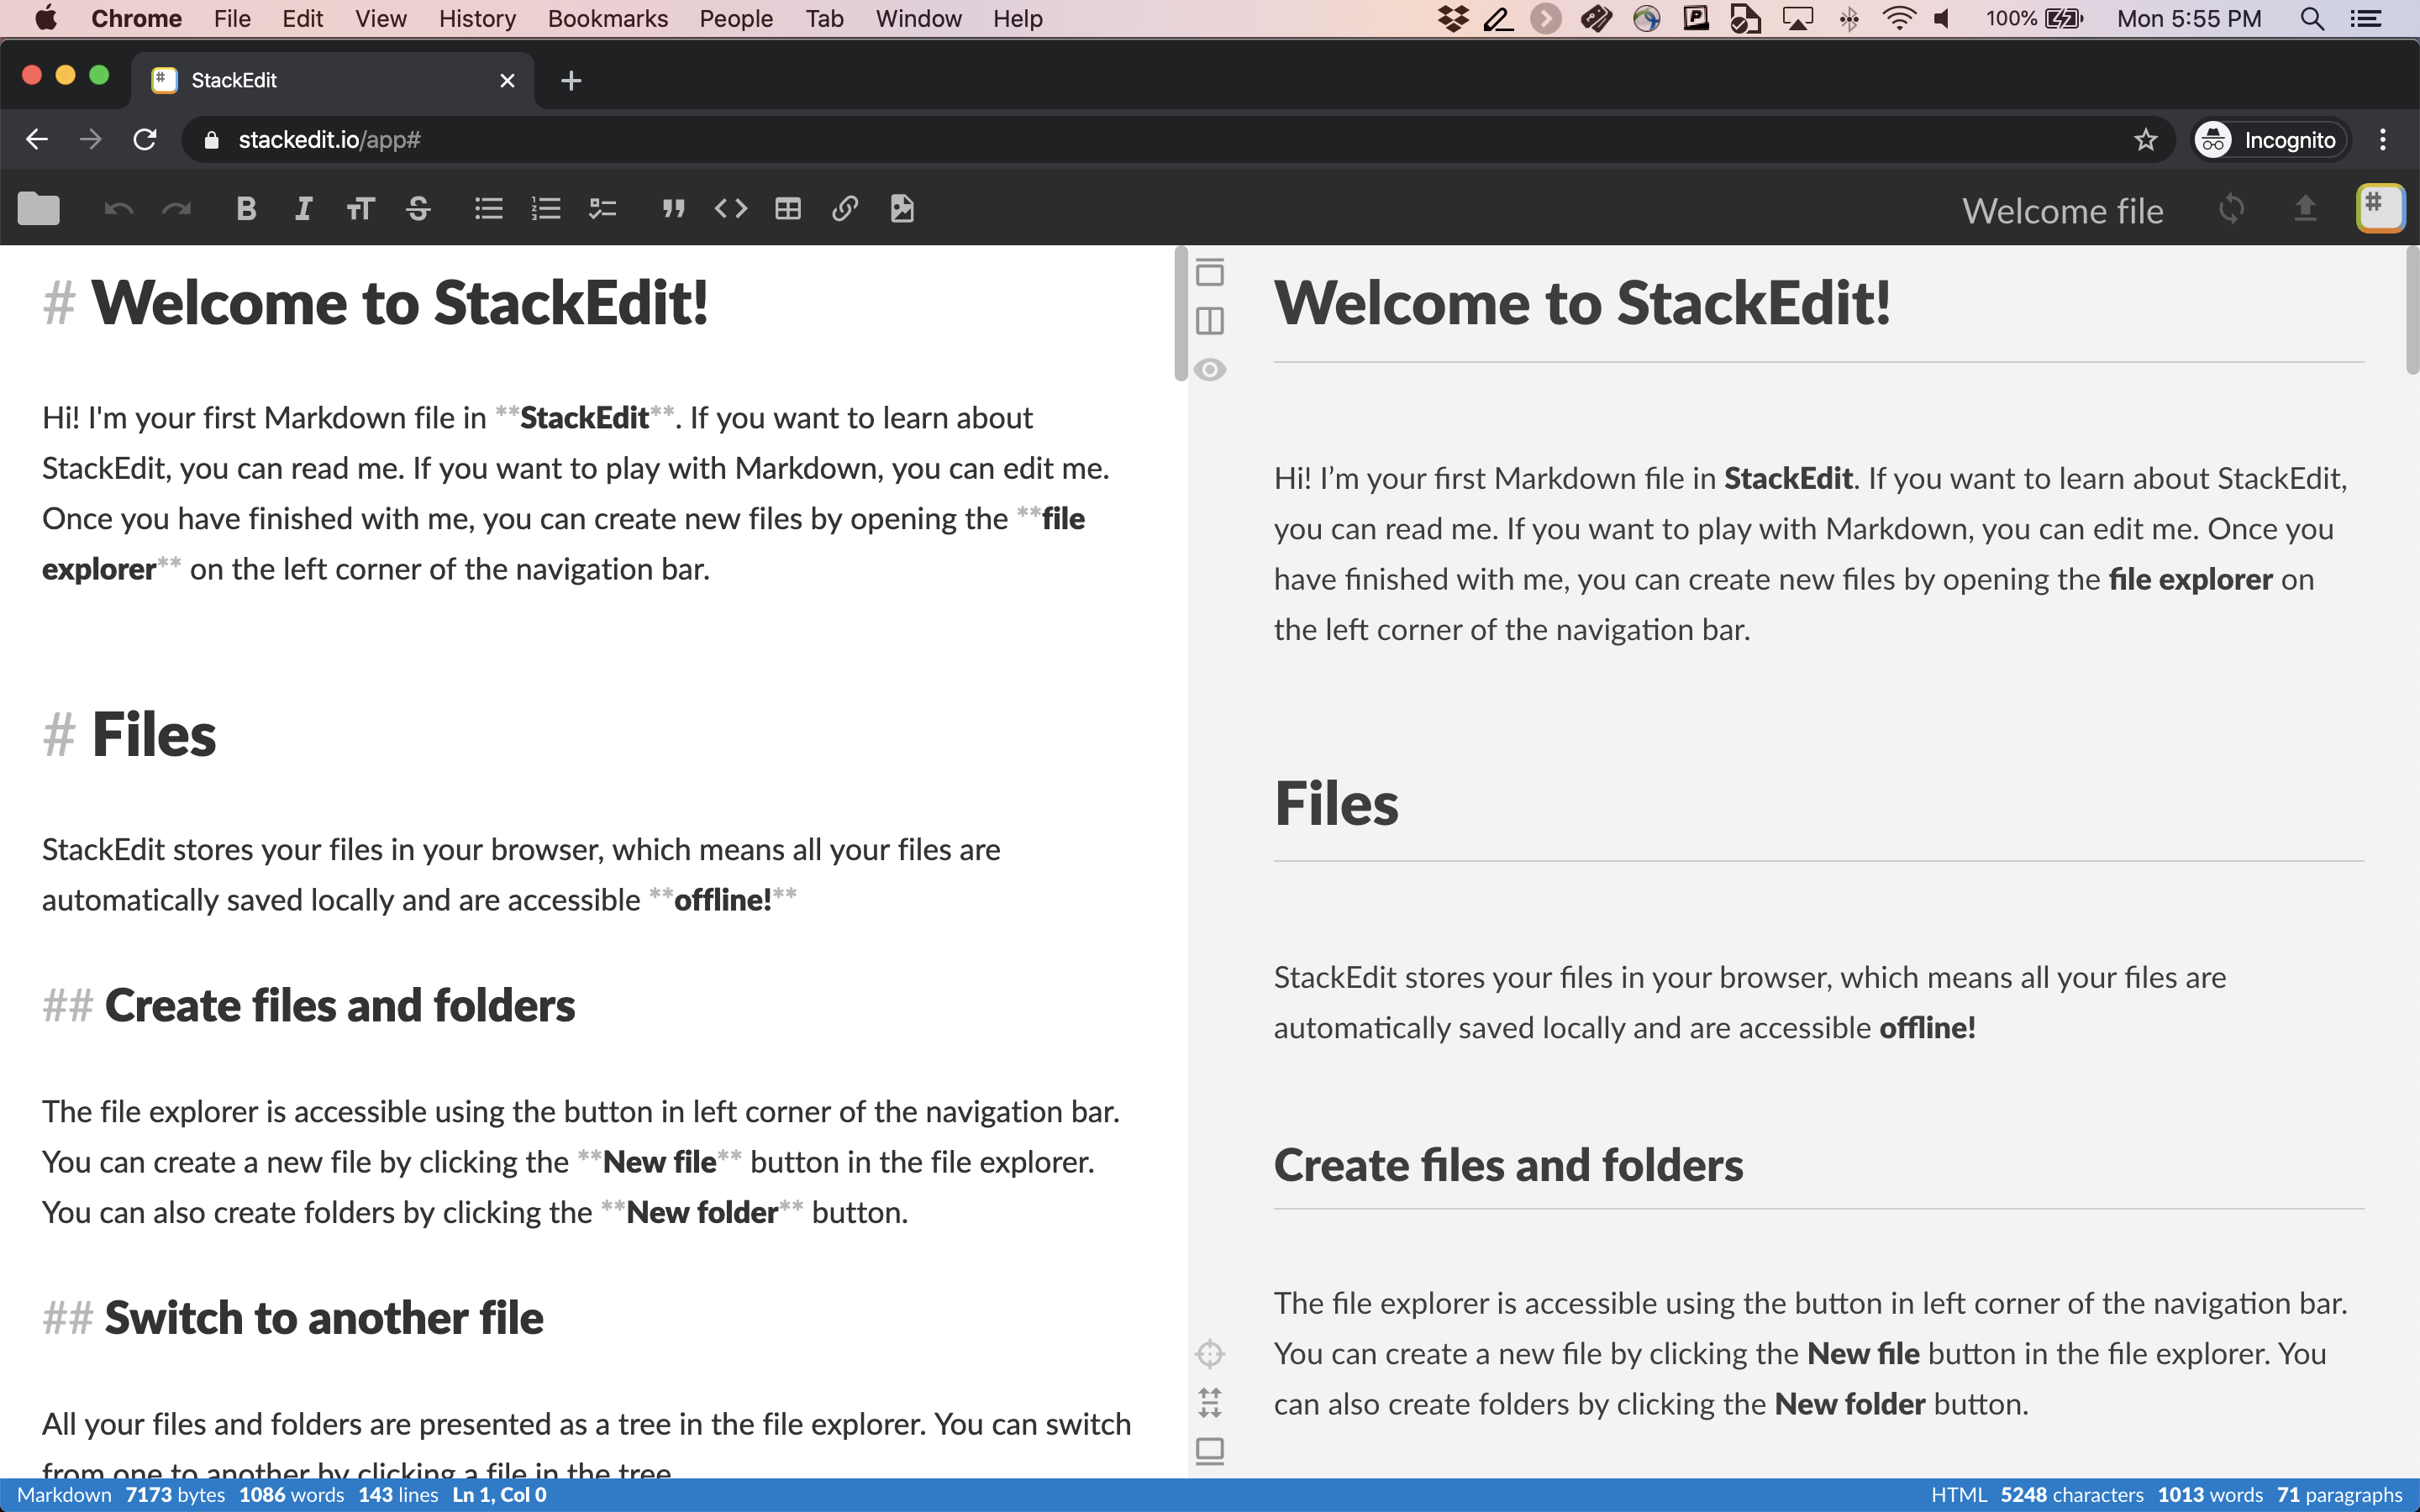 Chrome File Edit View History Bookmarks People Tab Window Help 100% Mon 5:55 PM
StackEdit
stackedit.io/app# Incognito
Welcome file
# Welcome to StackEdit!
Hi! I'm your first Markdown file in **StackEdit**. If you want to learn about
StackEdit, you can read me. If you want to play with Markdown, you can edit me.
Once you have finished with me, you can create new files by opening the **file
explorer** on the left corner of the navigation bar.
# Files
StackEdit stores your files in your browser, which means all your files are
automatically saved locally and are accessible **offline!**
## Create files and folders
The file explorer is accessible using the button in left corner of the navigation bar.
You can create a new file by clicking the **New file** button in the file explorer.
You can also create folders by clicking the **New folder** button.
## Switch to another file
All your files and folders are presented as a tree in the file explorer. You can switch
from one to another by clicking a file in the tree.
Welcome to StackEdit!
Hi! I’m your first Markdown file in StackEdit. If you want to learn about StackEdit,
you can read me. If you want to play with Markdown, you can edit me. Once you
have finished with me, you can create new files by opening the file explorer on
the left corner of the navigation bar.
Files
StackEdit stores your files in your browser, which means all your files are
automatically saved locally and are accessible offline!
Create files and folders
The file explorer is accessible using the button in left corner of the navigation bar.
You can create a new file by clicking the New file button in the file explorer. You
can also create folders by clicking the New folder button.
Markdown 7173 bytes 1086 words 143 lines Ln 1, Col 0
HTML 5248 characters 1013 words 71 paragraphs